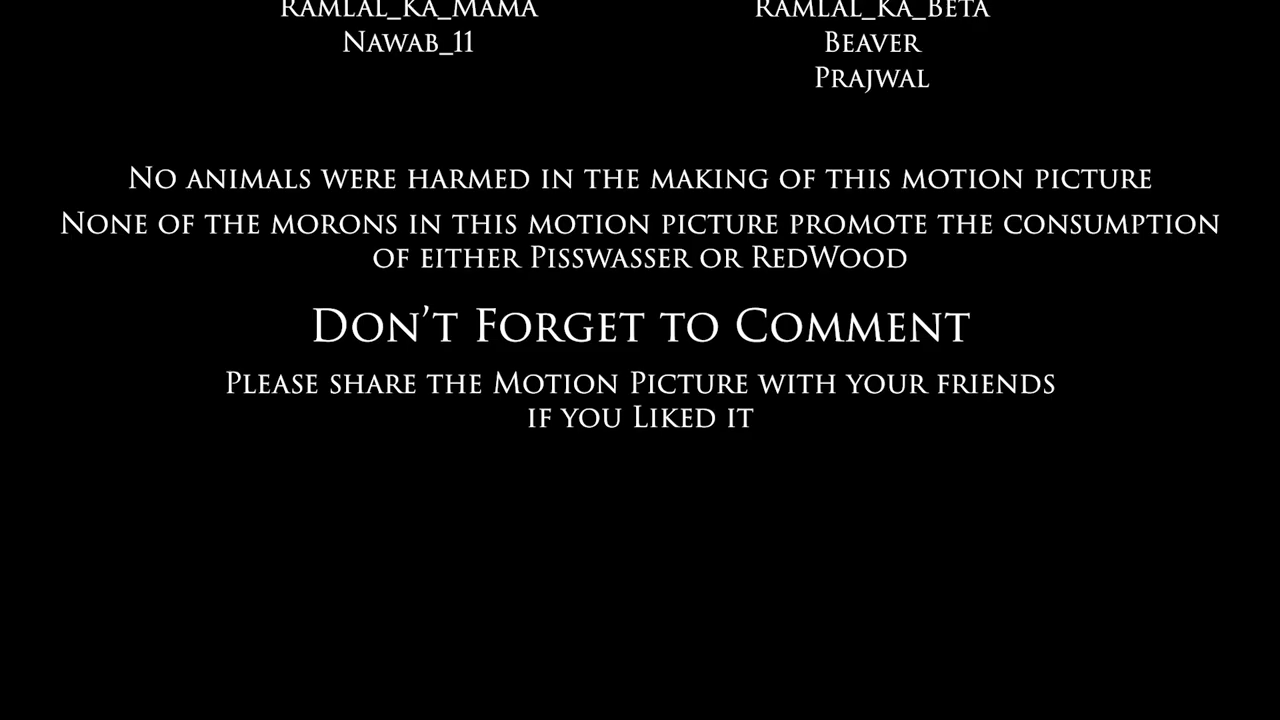 Ramlal_Ka_Mama Ramlal_Ka_Beta
Nawab_11 Beaver
Prajwal
No animals were harmed in the making of this motion picture
None of the morons in this motion picture promote the consumption
of either Pisswasser or RedWood
Don't Forget to Comment
Please share the Motion Picture with your friends
if you Liked it